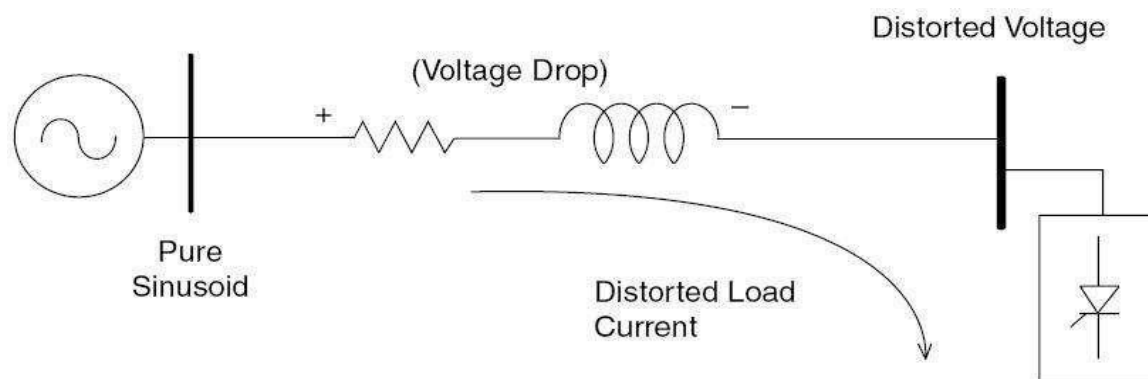 Distorted Voltage
(Voltage Drop)
+
–
Pure
Sinusoid
Distorted Load
Current